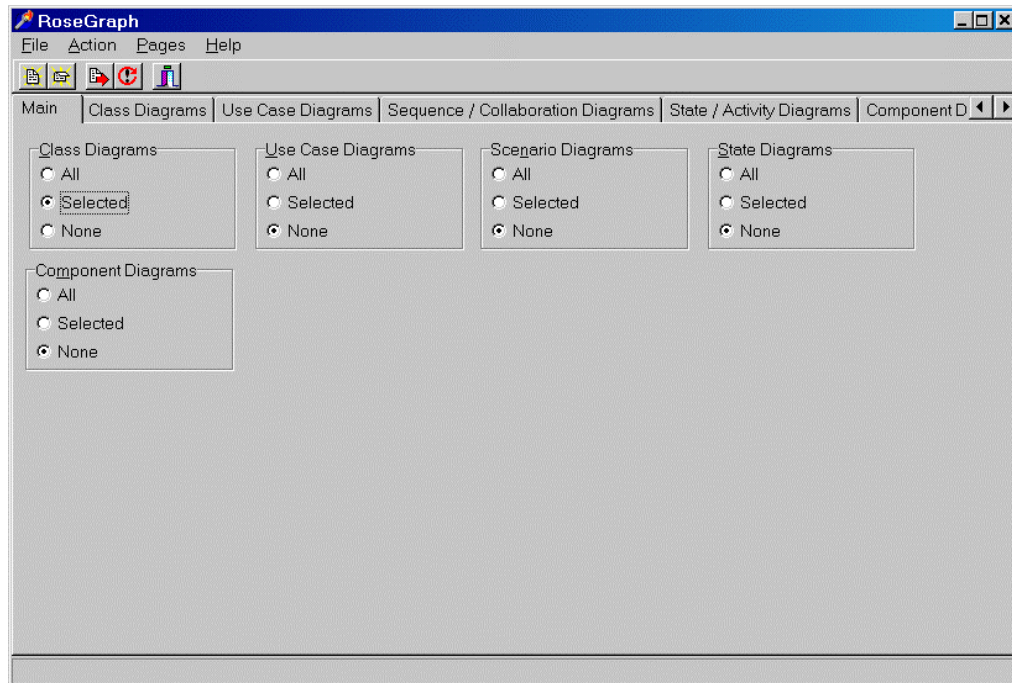 RoseGraph
File Action Pages Help
Main Class Diagrams Use Case Diagrams Sequence / Collaboration Diagrams State / Activity Diagrams Component D
Class Diagrams Use Case Diagrams Scenario Diagrams State Diagrams
All All All All
Selected Selected Selected Selected
None None None None
Component Diagrams
All
Selected
None